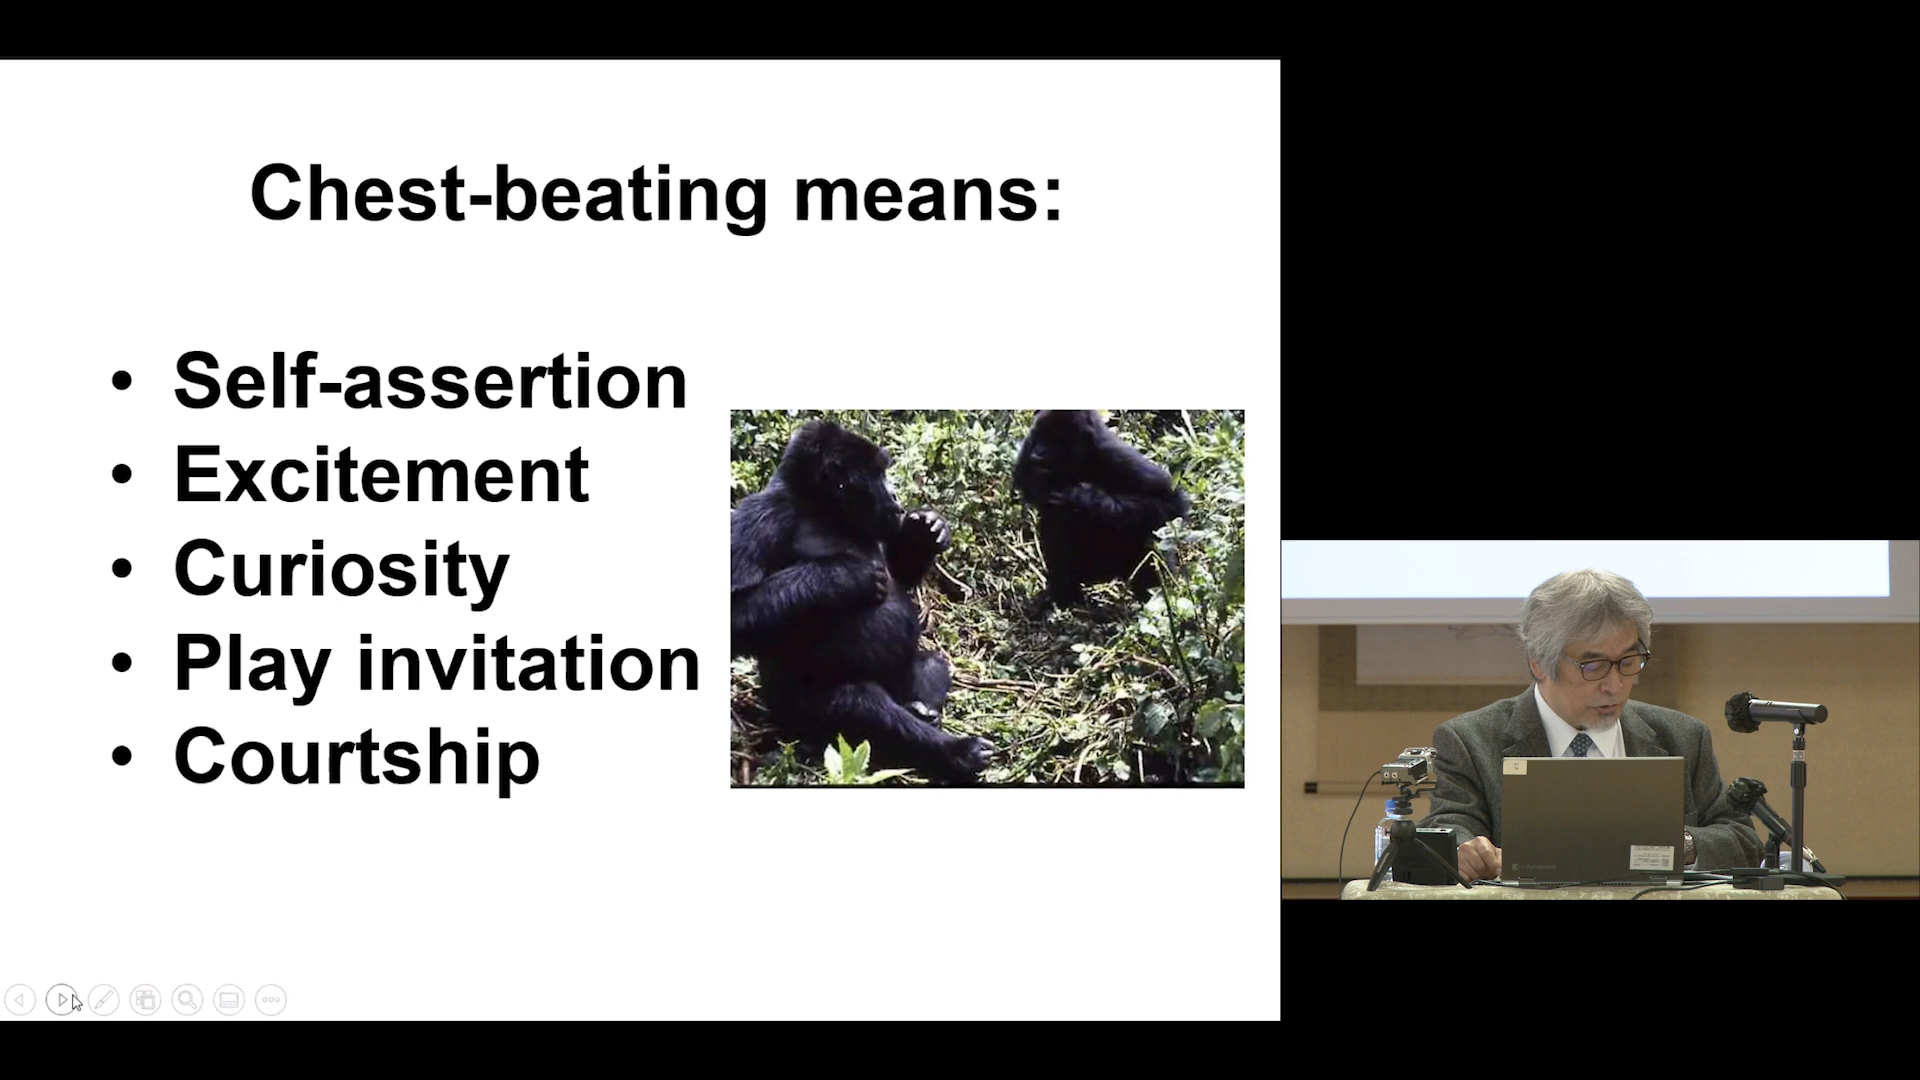 Chest-beating means:
• Self-assertion
• Excitement
• Curiosity
• Play invitation
• Courtship